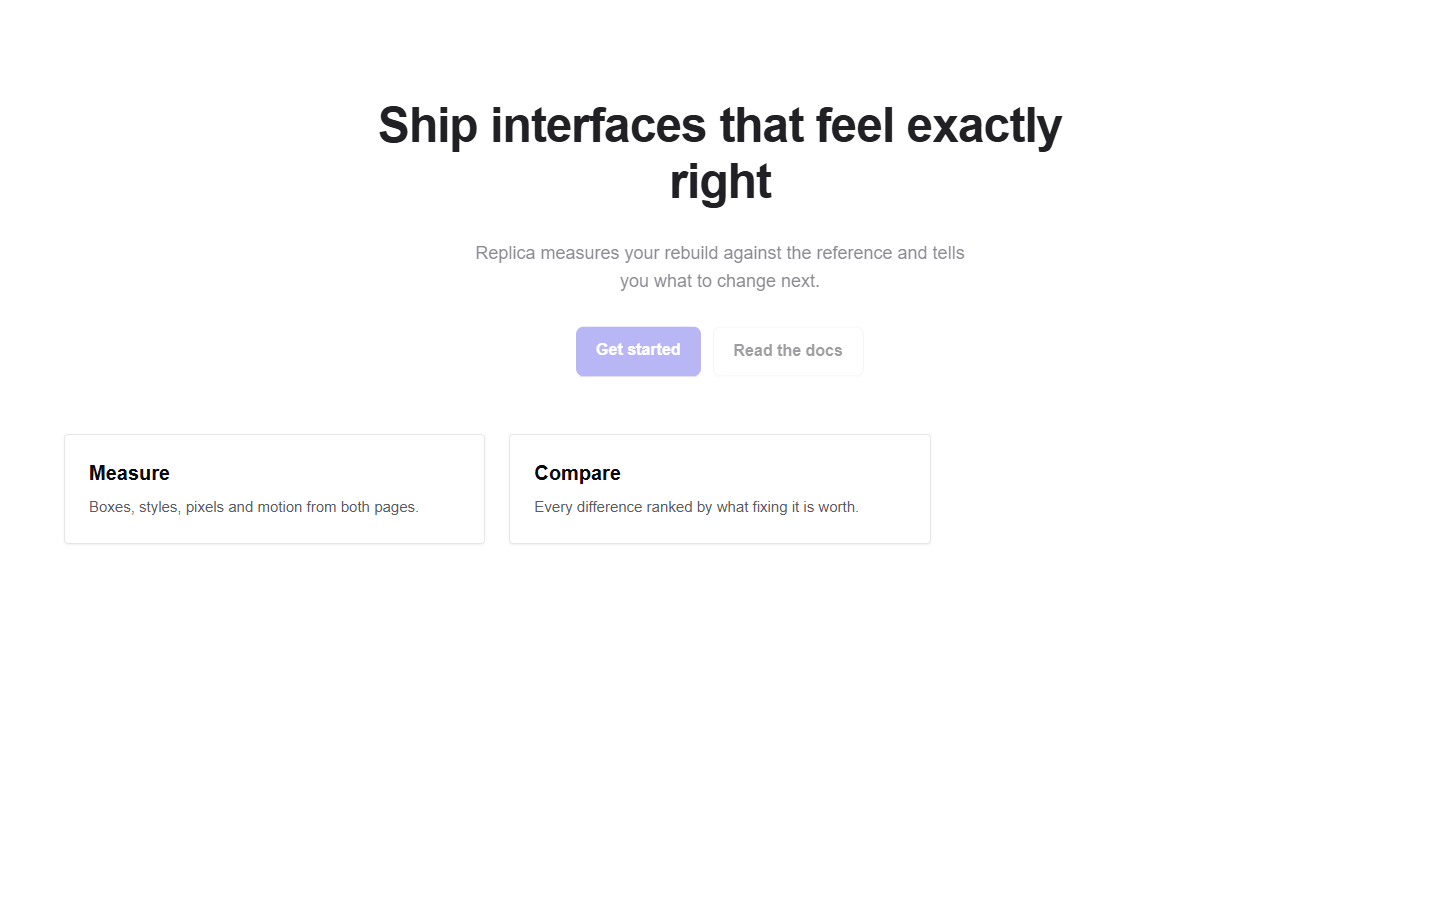 Ship interfaces that feel exactly
right
Replica measures your rebuild against the reference and tells
you what to change next.
Get started
Read the docs
Measure
Boxes, styles, pixels and motion from both pages.
Compare
Every difference ranked by what fixing it is worth.